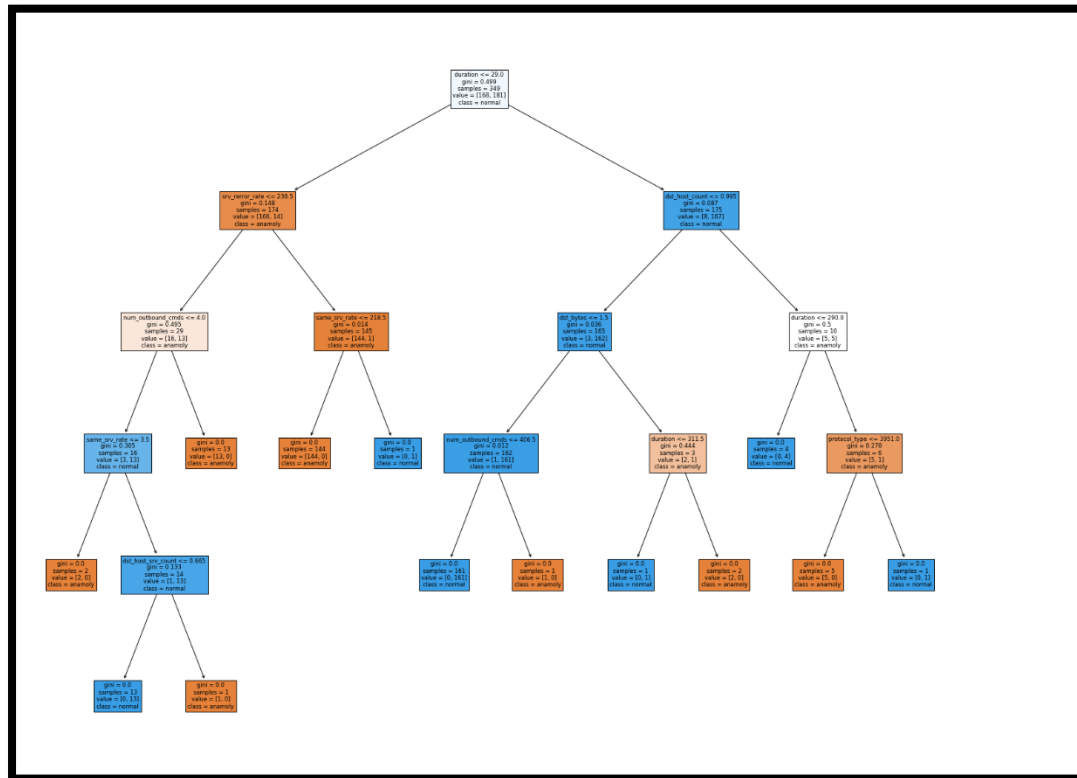 duration <= 29.0
gini = 0.499
samples = 349
value = [168, 181]
class = normal
srv_rerror_rate <= 236.5
gini = 0.148
samples = 174
value = [160, 14]
class = anamoly
dst_host_count <= 0.995
gini = 0.087
samples = 175
value = [8, 167]
class = normal
num_outbound_cmds <= 4.0
gini = 0.495
samples = 29
value = [16, 13]
class = anamoly
same_srv_rate <= 218.5
gini = 0.014
samples = 145
value = [144, 1]
class = anamoly
dst_bytes <= 1.5
gini = 0.036
samples = 165
value = [3, 162]
class = normal
duration <= 290.0
gini = 0.5
samples = 10
value = [5, 5]
class = anamoly
same_srv_rate <= 3.5
gini = 0.305
samples = 16
value = [3, 13]
class = normal
gini = 0.0
samples = 13
value = [13, 0]
class = anamoly
gini = 0.0
samples = 144
value = [144, 0]
class = anamoly
gini = 0.0
samples = 1
value = [0, 1]
class = normal
num_outbound_cmds <= 406.5
gini = 0.012
samples = 162
value = [1, 161]
class = normal
duration <= 311.5
gini = 0.444
samples = 3
value = [2, 1]
class = anamoly
gini = 0.0
samples = 4
value = [0, 4]
class = normal
protocol_type <= 3951.0
gini = 0.278
samples = 6
value = [5, 1]
class = anamoly
gini = 0.0
samples = 2
value = [2, 0]
class = anamoly
dst_host_srv_count <= 0.665
gini = 0.133
samples = 14
value = [1, 13]
class = normal
gini = 0.0
samples = 161
value = [0, 161]
class = normal
gini = 0.0
samples = 1
value = [1, 0]
class = anamoly
gini = 0.0
samples = 1
value = [0, 1]
class = normal
gini = 0.0
samples = 2
value = [2, 0]
class = anamoly
gini = 0.0
samples = 5
value = [5, 0]
class = anamoly
gini = 0.0
samples = 1
value = [0, 1]
class = normal
gini = 0.0
samples = 13
value = [0, 13]
class = normal
gini = 0.0
samples = 1
value = [1, 0]
class = anamoly